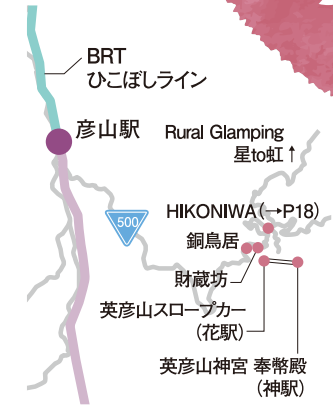 BRT
ひこぼしライン
彦山駅
Rural Glamping
星to虹↑
500
HIKONIWA(→P18)
銅鳥居
財蔵坊
英彦山スロープカー
(花駅)
英彦山神宮 奉幣殿
(神駅)